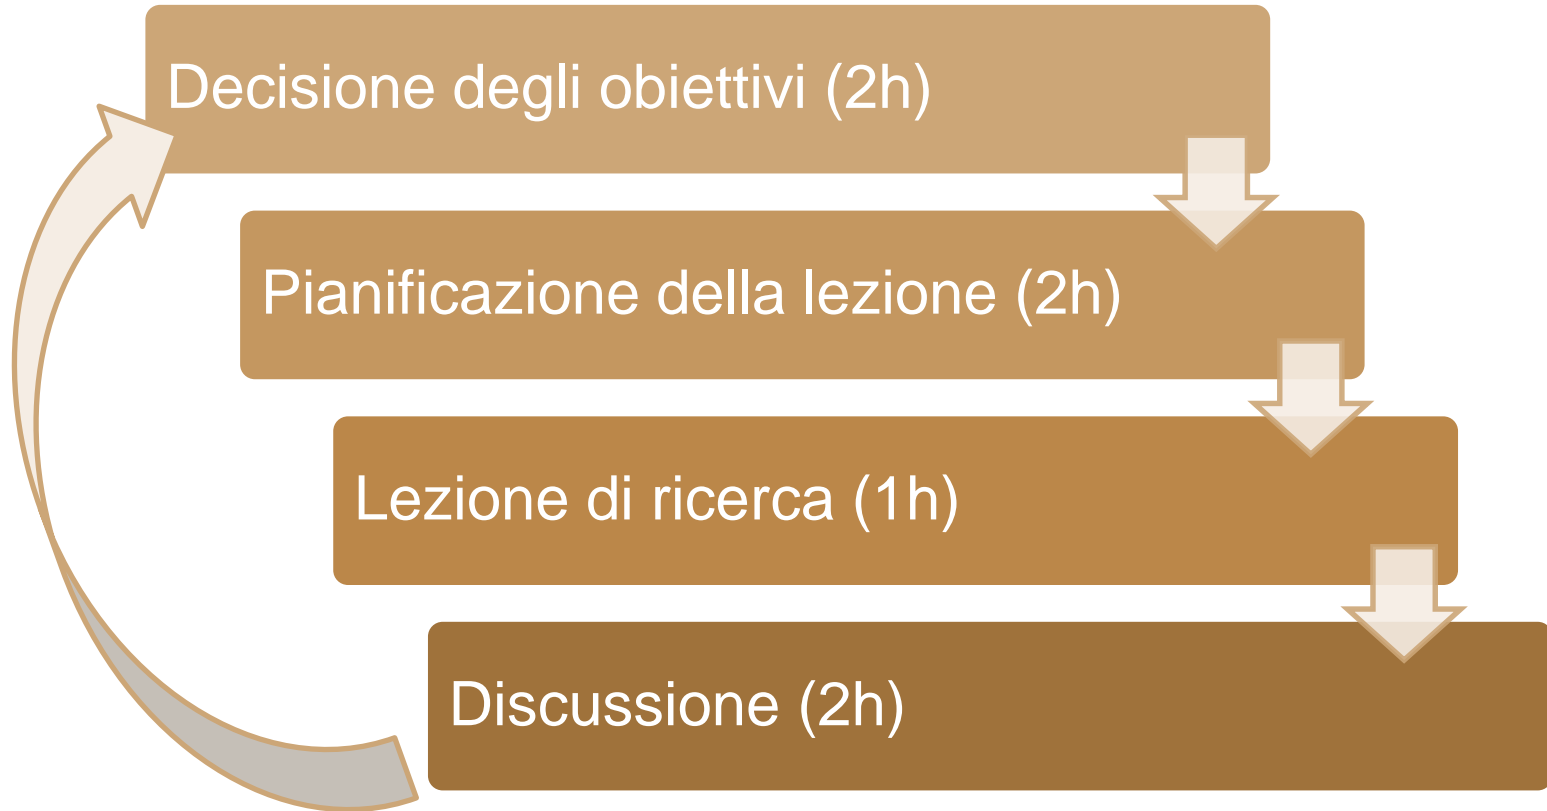 Decisione degli obiettivi (2h)
Pianificazione della lezione (2h)
Lezione di ricerca (1h)
Discussione (2h)